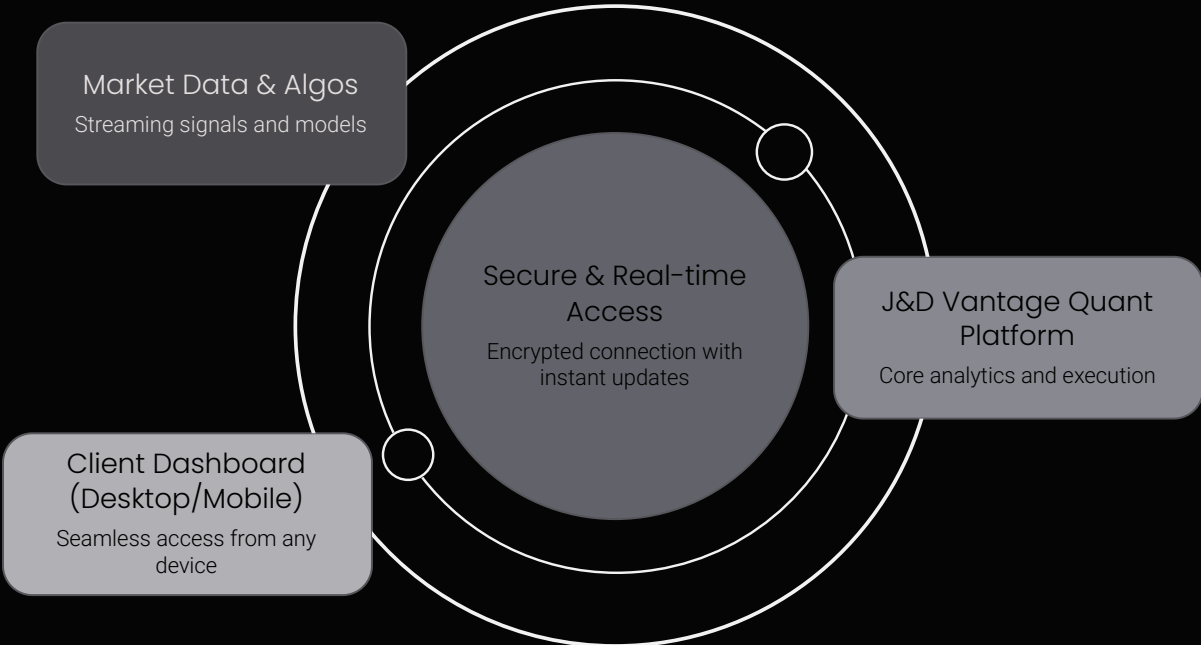 Market Data & Algos
Streaming signals and models
Secure & Real-time
Access
Encrypted connection with
instant updates
J&D Vantage Quant
Platform
Core analytics and execution
Client Dashboard
(Desktop/Mobile)
Seamless access from any
device